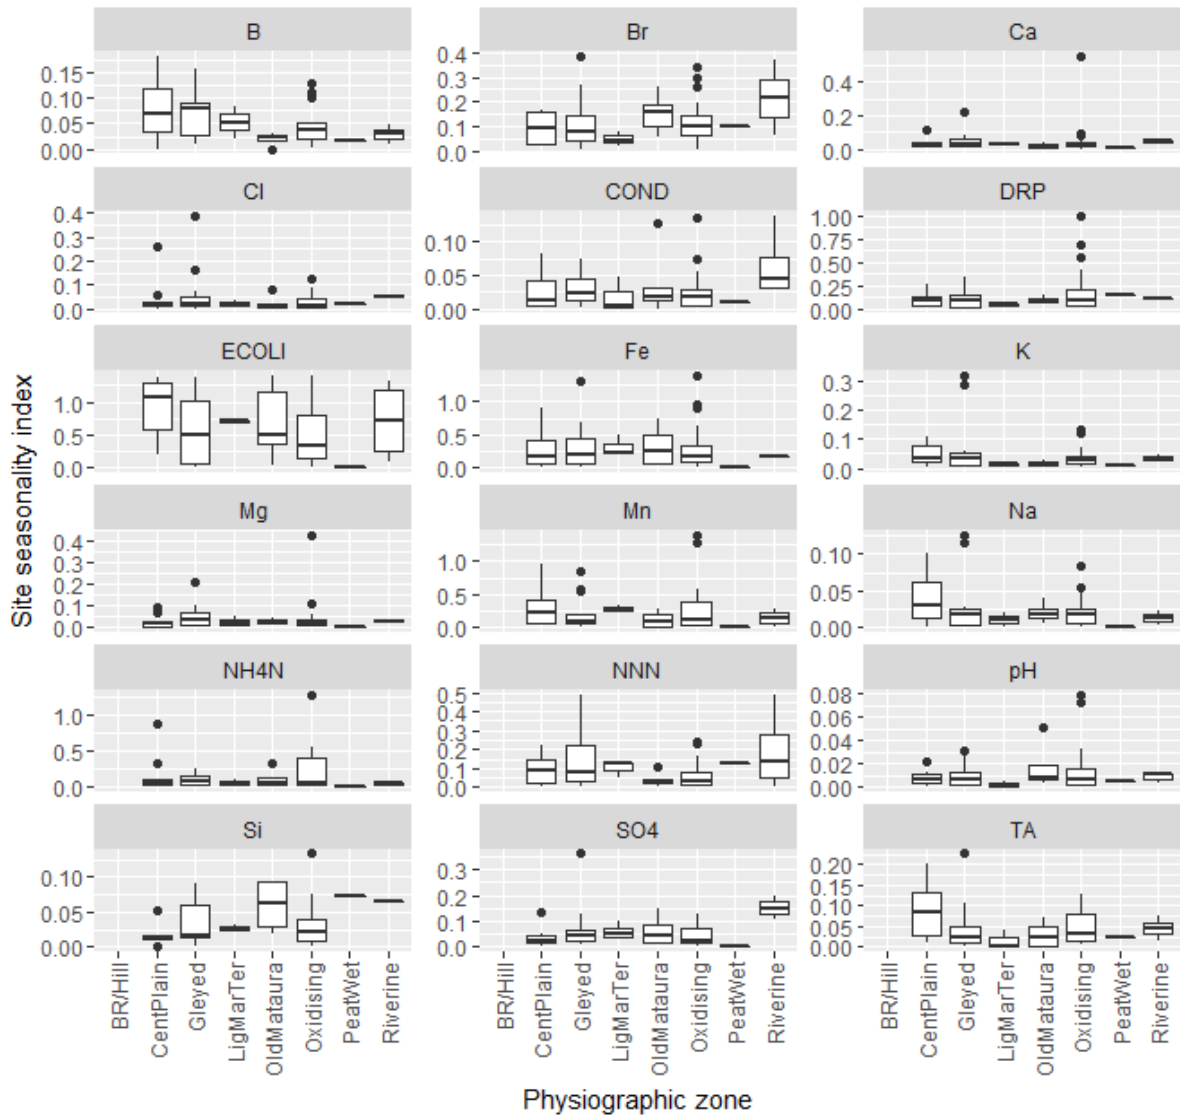 B Br Ca
0.15 0.4
0.10 0.3 0.4
0.05 0.2 0.2
0.00 0.1 0.0
0.0
Cl COND DRP
0.4 0.10 1.00
0.3 0.05 0.75
0.2 0.00 0.50
0.1 0.25
0.0 0.00
ECOLI Fe K
1.0 1.0 0.3
0.5 0.5 0.2
0.0 0.0 0.1
0.0
Mg Mn Na
0.4 1.0 0.10
0.3 0.5 0.05
0.2 0.0 0.00
0.1
0.0
NH4N NNN pH
1.0 0.5 0.08
0.5 0.4 0.06
0.0 0.3 0.04
0.2 0.02
0.1 0.00
0.0
Si SO4 TA
0.10 0.3 0.20
0.05 0.2 0.15
0.00 0.1 0.10
0.0 0.05
0.00
BR/Hill CentPlain Gleyed LigMarTer OldMataura Oxidising PeatWet Riverine
BR/Hill CentPlain Gleyed LigMarTer OldMataura Oxidising PeatWet Riverine
BR/Hill CentPlain Gleyed LigMarTer OldMataura Oxidising PeatWet Riverine
Site seasonality index
Physiographic zone